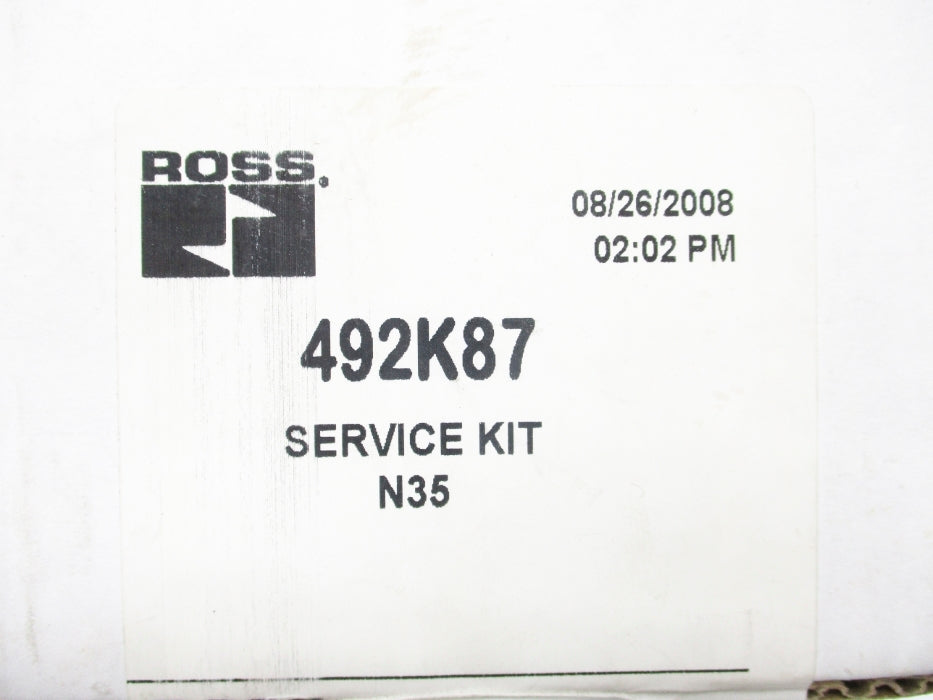 ROSS®
08/26/2008
02:02 PM
492K87
SERVICE KIT
N35